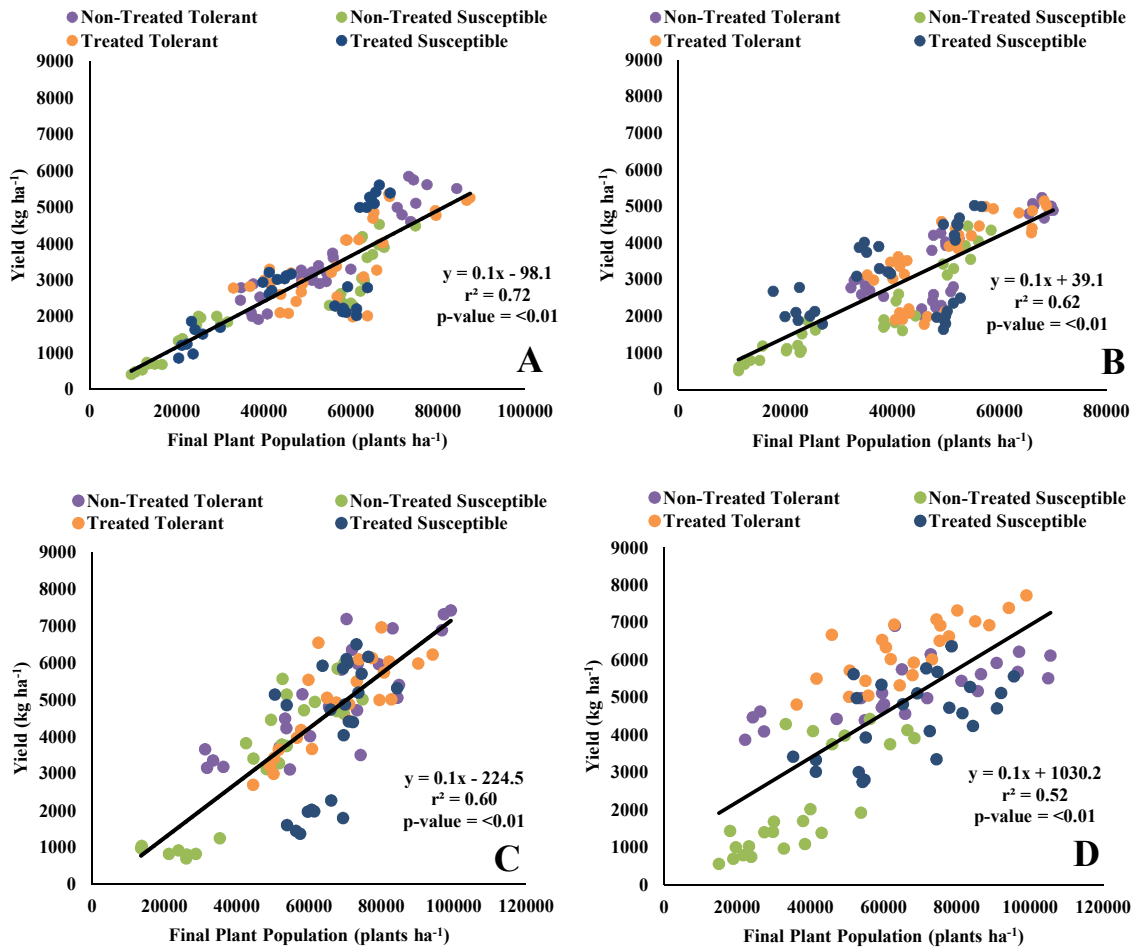 Non-Treated Tolerant Non-Treated Susceptible
Treated Tolerant Treated Susceptible
9000
8000
7000
6000
5000
4000
3000
2000
1000
0
Yield (kg ha⁻¹)
y = 0.1x - 98.1
r² = 0.72
p-value = <0.01
A
0 20000 40000 60000 80000 100000
Final Plant Population (plants ha⁻¹)
Non-Treated Tolerant Non-Treated Susceptible
Treated Tolerant Treated Susceptible
9000
8000
7000
6000
5000
4000
3000
2000
1000
0
Yield (kg ha⁻¹)
y = 0.1x + 39.1
r² = 0.62
p-value = <0.01
B
0 20000 40000 60000 80000
Final Plant Population (plants ha⁻¹)
Non-Treated Tolerant Non-Treated Susceptible
Treated Tolerant Treated Susceptible
9000
8000
7000
6000
5000
4000
3000
2000
1000
0
Yield (kg ha⁻¹)
y = 0.1x - 224.5
r² = 0.60
p-value = <0.01
C
0 20000 40000 60000 80000 100000 120000
Final Plant Population (plants ha⁻¹)
Non-Treated Tolerant Non-Treated Susceptible
Treated Tolerant Treated Susceptible
9000
8000
7000
6000
5000
4000
3000
2000
1000
0
Yield (kg ha⁻¹)
y = 0.1x + 1030.2
r² = 0.52
p-value = <0.01
D
0 20000 40000 60000 80000 100000 120000
Final Plant Population (plants ha⁻¹)